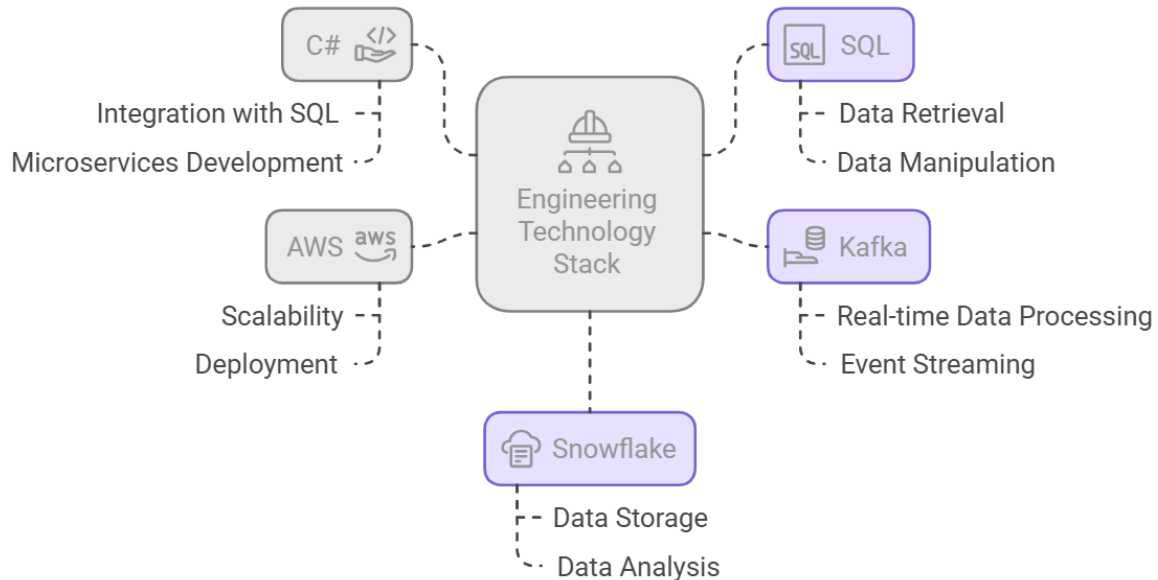 C#
</>
Integration with SQL
Microservices Development
AWS
aws
Scalability
Deployment
Engineering
Technology
Stack
SQL
SQL
Data Retrieval
Data Manipulation
Kafka
Real-time Data Processing
Event Streaming
Snowflake
Data Storage
Data Analysis